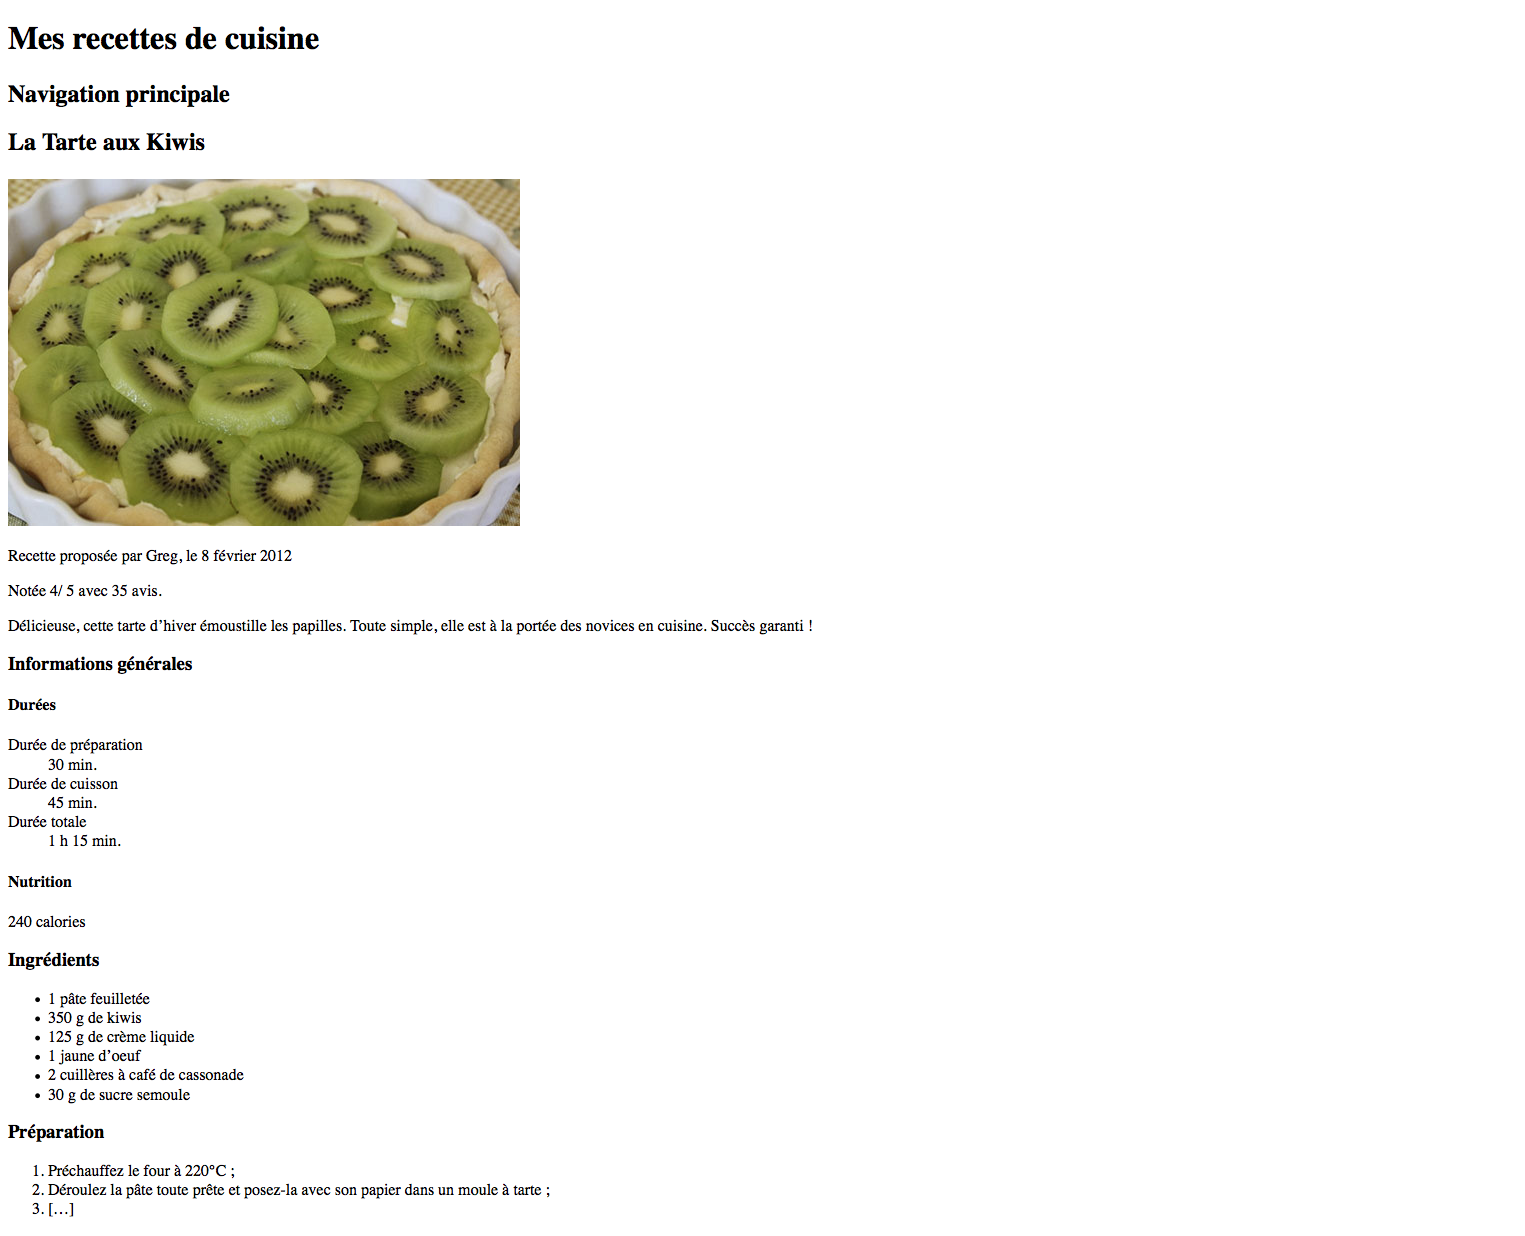 Mes recettes de cuisine
Navigation principale
La Tarte aux Kiwis
Recette proposée par Greg, le 8 février 2012
Notée 4/ 5 avec 35 avis.
Délicieuse, cette tarte d’hiver émoustille les papilles. Toute simple, elle est à la portée des novices en cuisine. Succès garanti !
Informations générales
Durées
Durée de préparation
30 min.
Durée de cuisson
45 min.
Durée totale
1 h 15 min.
Nutrition
240 calories
Ingrédients
• 1 pâte feuilletée
• 350 g de kiwis
• 125 g de crème liquide
• 1 jaune d’oeuf
• 2 cuillères à café de cassonade
• 30 g de sucre semoule
Préparation
1. Préchauffez le four à 220°C ;
2. Déroulez la pâte toute prête et posez-la avec son papier dans un moule à tarte ;
3. […]